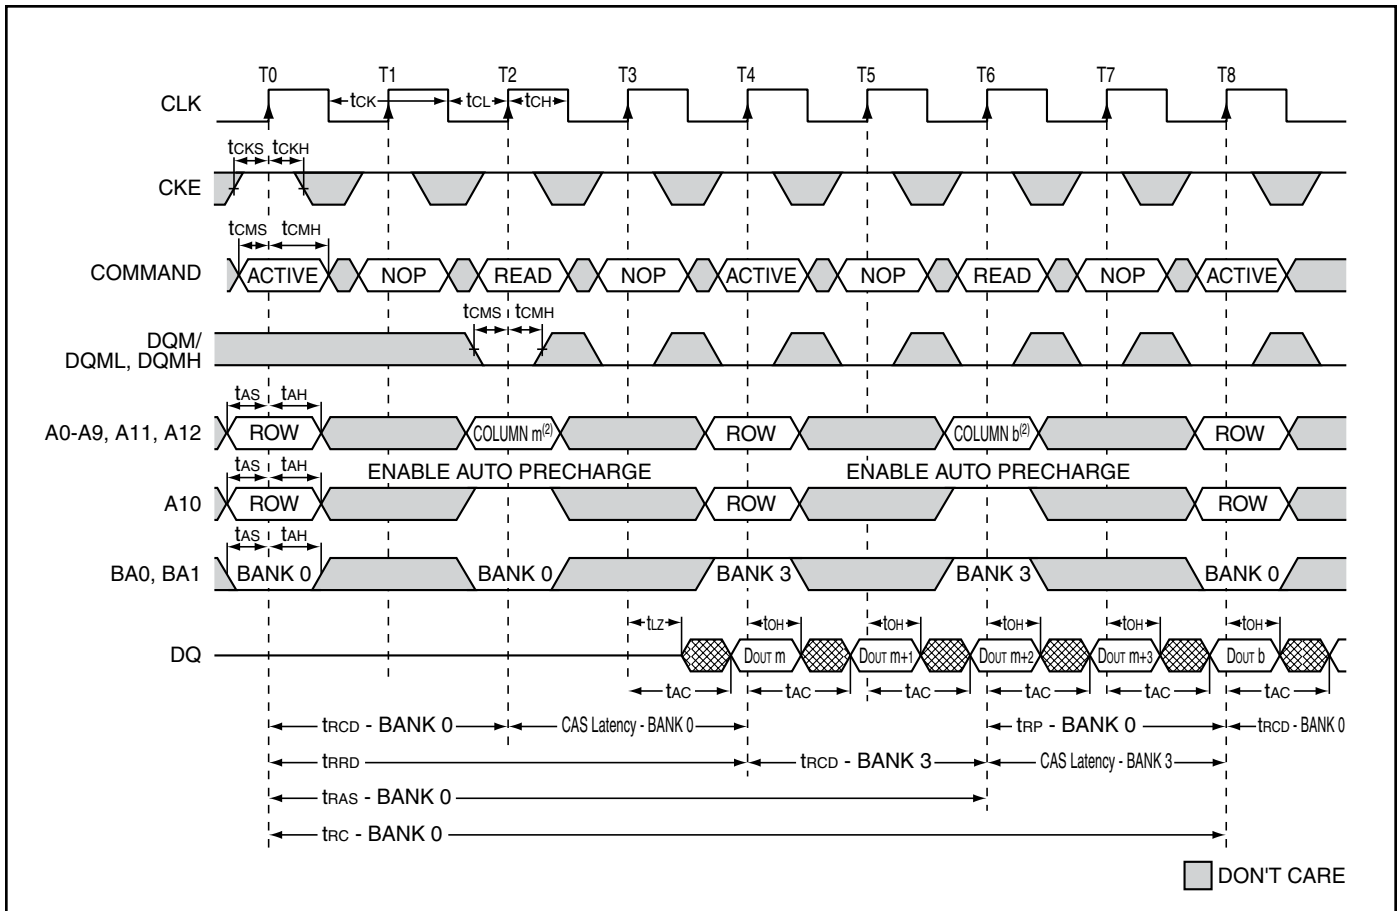 T0 T1 T2 T3 T4 T5 T6 T7 T8
CLK tCK tCL tCH
tCKS tCKH
CKE
tCMS tCMH
COMMAND ACTIVE NOP READ NOP ACTIVE NOP READ NOP ACTIVE
tCMS tCMH
DQM/
DQML, DQMH
tAS tAH
A0-A9, A11, A12 ROW COLUMN m(2) ROW COLUMN b(2) ROW
tAS tAH ENABLE AUTO PRECHARGE ENABLE AUTO PRECHARGE
A10 ROW ROW ROW
tAS tAH
BA0, BA1 BANK 0 BANK 0 BANK 3 BANK 3 BANK 0
tLZ tOH tOH tOH tOH tOH
DQ DOUT m DOUT m+1 DOUT m+2 DOUT m+3 DOUT b
tAC tAC tAC tAC tAC tAC
tRCD - BANK 0 CAS Latency - BANK 0 tRP - BANK 0 tRCD - BANK 0
tRRD tRCD - BANK 3 CAS Latency - BANK 3
tRAS - BANK 0
tRC - BANK 0
DON'T CARE